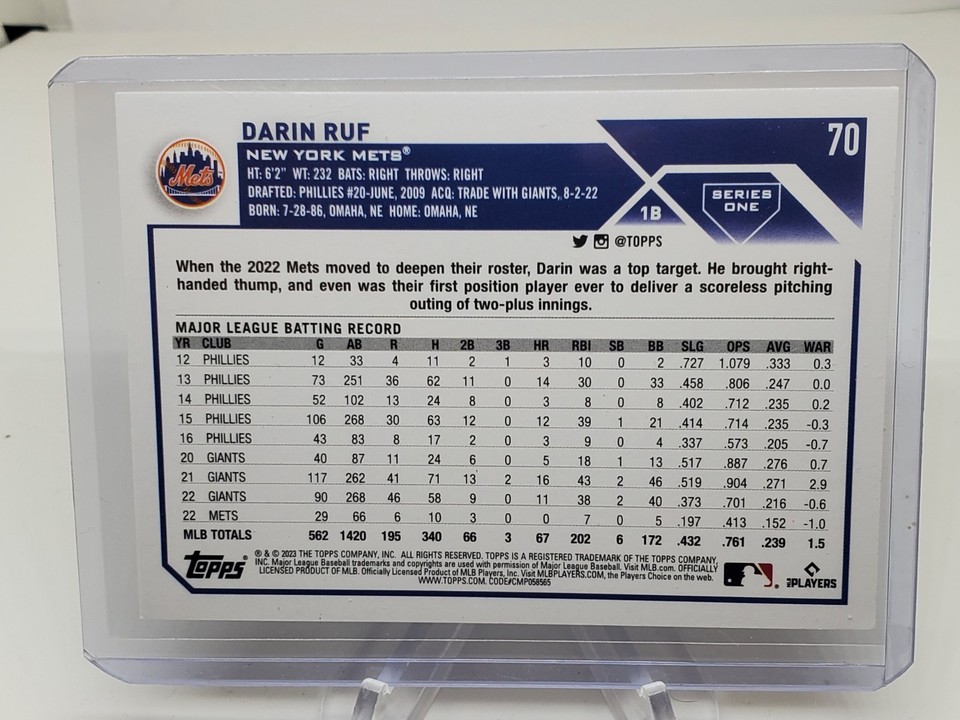 DARIN RUF
70
Mets
NEW YORK METS®
HT: 6'2" WT: 232 BATS: RIGHT THROWS: RIGHT
DRAFTED: PHILLIES #20-JUNE, 2009 ACQ: TRADE WITH GIANTS, 8-2-22
BORN: 7-28-86, OMAHA, NE HOME: OMAHA, NE
1B
SERIES
ONE
@TOPPS
When the 2022 Mets moved to deepen their roster, Darin was a top target. He brought right-
handed thump, and even was their first position player ever to deliver a scoreless pitching
outing of two-plus innings.
MAJOR LEAGUE BATTING RECORD
YR CLUB G AB R H 2B 3B HR RBI SB BB SLG OPS AVG WAR
12 PHILLIES 12 33 4 11 2 1 3 10 0 2 .727 1.079 .333 0.3
13 PHILLIES 73 251 36 62 11 0 14 30 0 33 .458 .806 .247 0.0
14 PHILLIES 52 102 13 24 8 0 3 8 0 8 .402 .712 .235 0.2
15 PHILLIES 106 268 30 63 12 0 12 39 1 21 .414 .714 .235 -0.3
16 PHILLIES 43 83 8 17 2 0 3 9 0 4 .337 .573 .205 -0.7
20 GIANTS 40 87 11 24 6 0 5 18 1 13 .517 .887 .276 0.7
21 GIANTS 117 262 41 71 13 2 16 43 2 46 .519 .904 .271 2.9
22 GIANTS 90 268 46 58 9 0 11 38 2 40 .373 .701 .216 -0.6
22 METS 29 66 6 10 3 0 0 7 0 5 .197 .413 .152 -1.0
MLB TOTALS 562 1420 195 340 66 3 67 202 6 172 .432 .761 .239 1.5
Topps®
® & © 2023 THE TOPPS COMPANY, INC. ALL RIGHTS RESERVED. TOPPS IS A REGISTERED TRADEMARK OF THE TOPPS COMPANY,
INC. Major League Baseball trademarks and copyrights are used with permission of Major League Baseball. Visit MLB.com. OFFICIALLY
LICENSED PRODUCT OF MLB. Officially Licensed Product of MLB Players, Inc. Visit MLBPLAYERS.COM, the Players Choice on the web.
WWW.TOPPS.COM. CODE#CMP058565
MLBPLAYERS